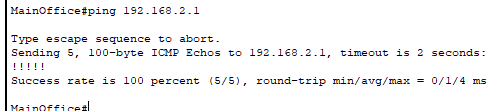 MainOffice#ping 192.168.2.1
Type escape sequence to abort.
Sending 5, 100-byte ICMP Echos to 192.168.2.1, timeout is 2 seconds:
!!!!!
Success rate is 100 percent (5/5), round-trip min/avg/max = 0/1/4 ms
MainOffice#